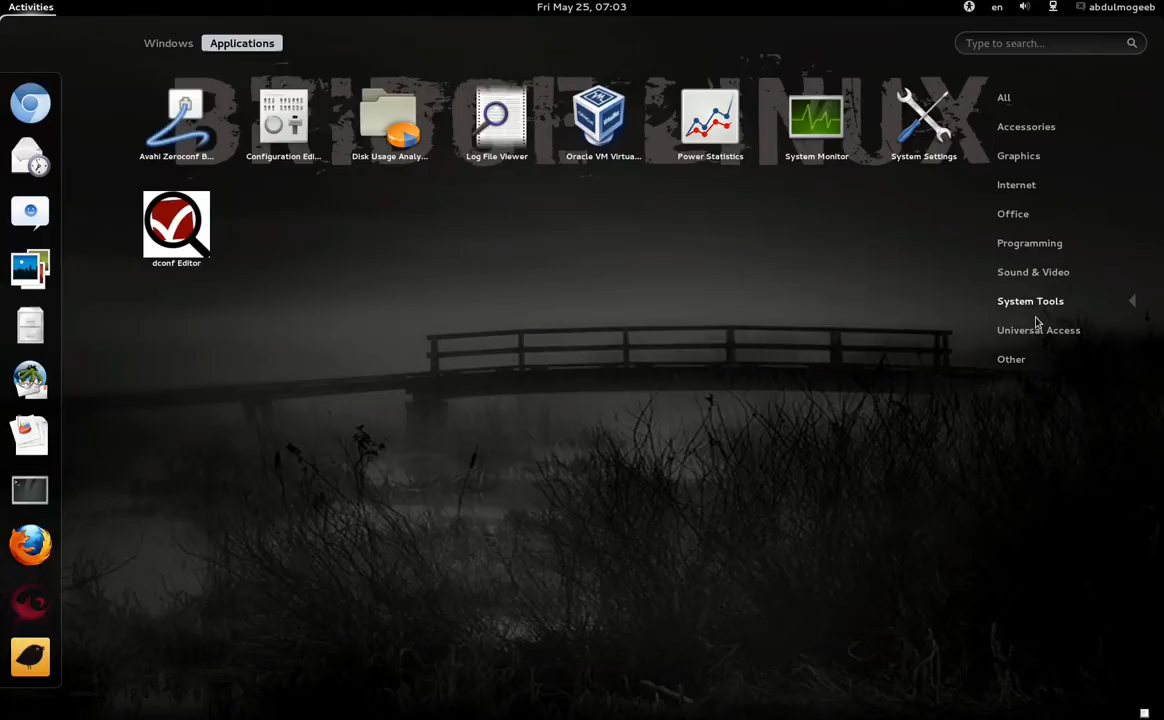 Activities
Fri May 25, 07:03
en
abdulmogeeb
Windows
Applications
Type to search...
LINUX
Avahi Zeroconf B...
Configuration Edi...
Disk Usage Analy...
Log File Viewer
Oracle VM Virtua...
Power Statistics
System Monitor
System Settings
dconf Editor
All
Accessories
Graphics
Internet
Office
Programming
Sound & Video
System Tools
Universal Access
Other